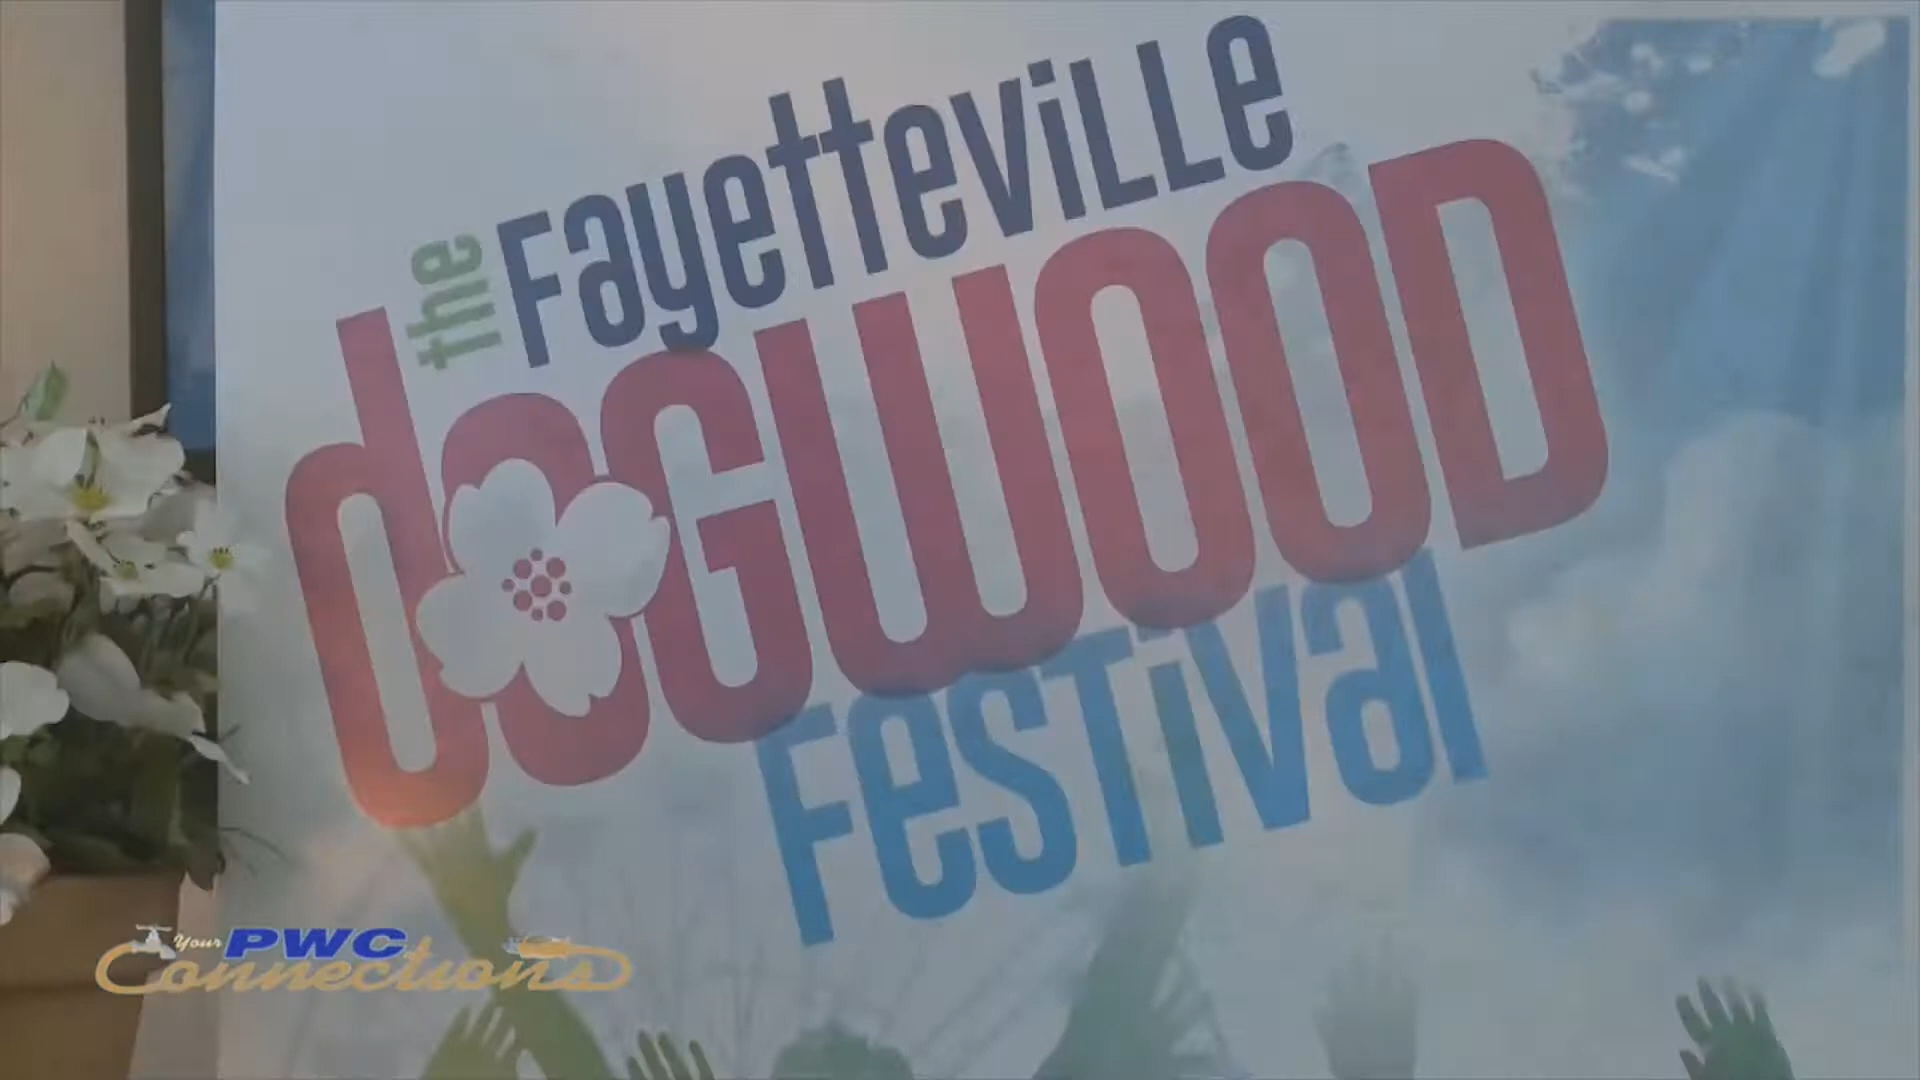 the Fayetteville
dogwood
Festival
Your PWC
Connections